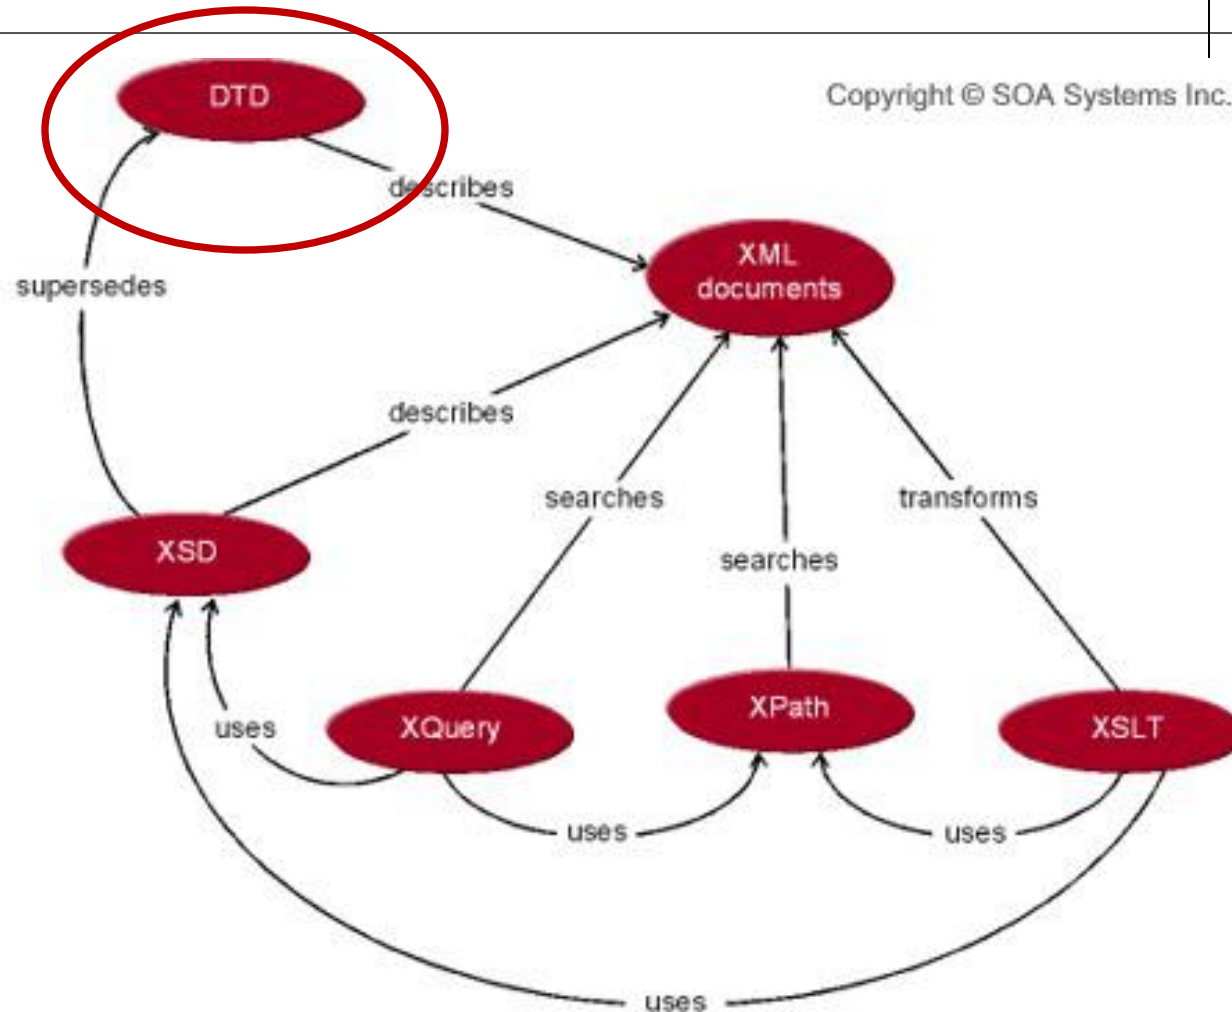 DTD
Copyright © SOA Systems Inc.
describes
XML
documents
supersedes
describes
searches
transforms
searches
XSD
uses
XQuery
XPath
XSLT
uses
uses
uses